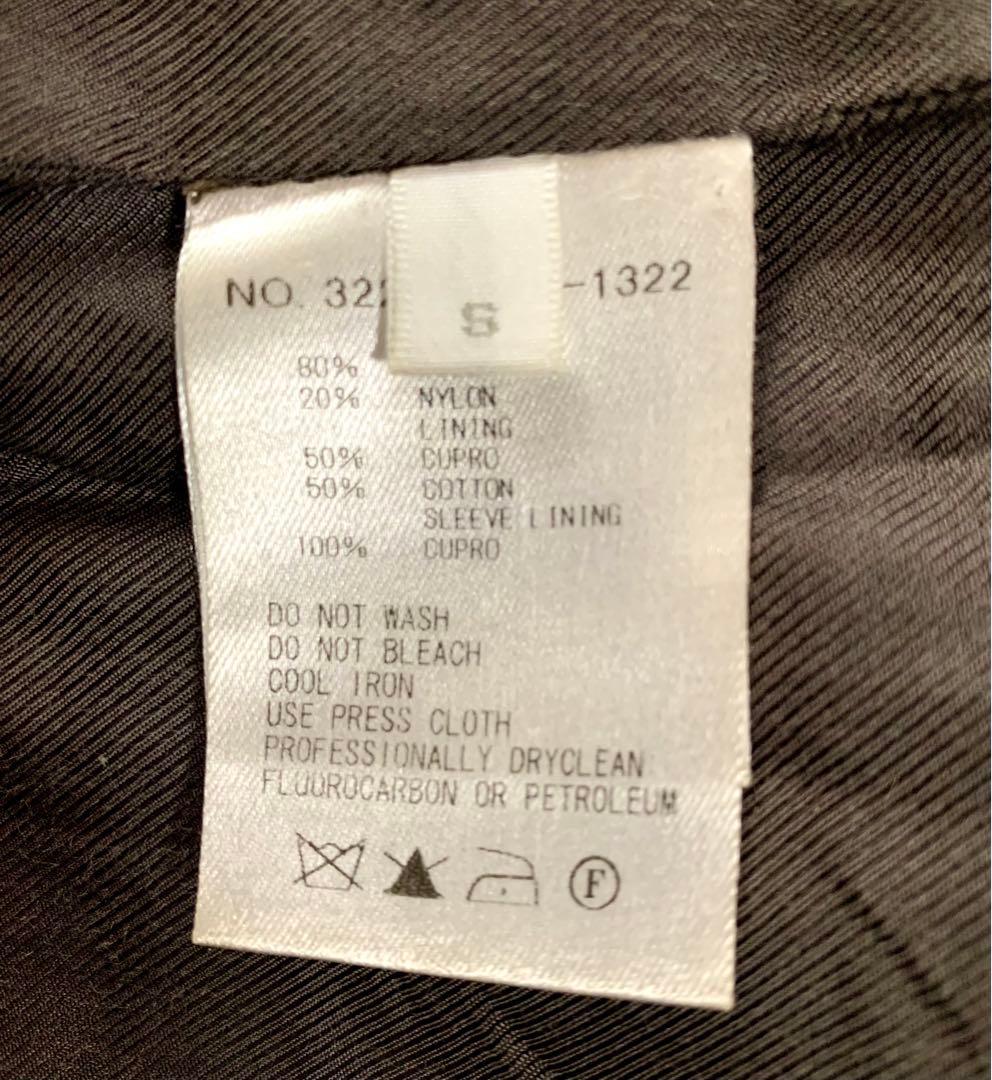 NO. 32 -1322
S
80%
20% NYLON
LINING
50% CUPRO
50% COTTON
SLEEVE LINING
100% CUPRO
DO NOT WASH
DO NOT BLEACH
COOL IRON
USE PRESS CLOTH
PROFESSIONALLY DRYCLEAN
FLUOROCARBON OR PETROLEUM
F